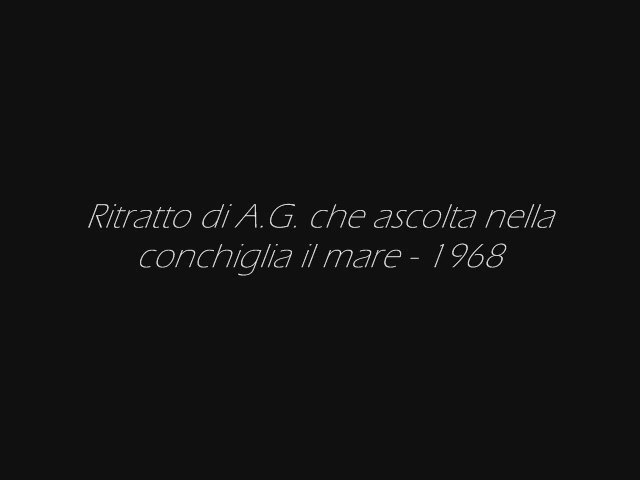 Ritratto di A.G. che ascolta nella
conchiglia il mare - 1968